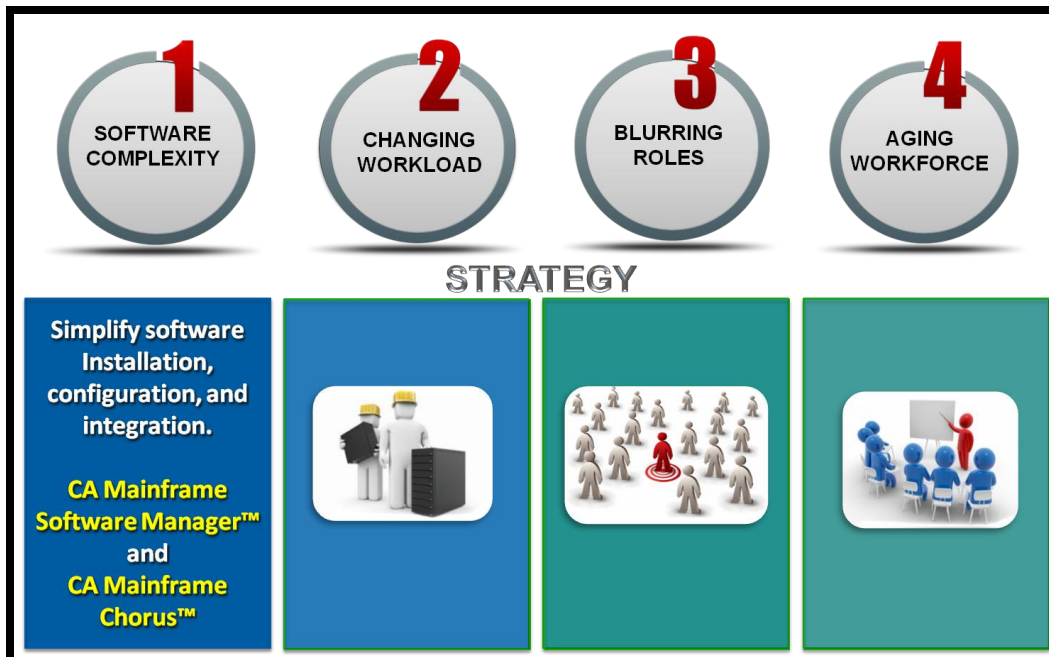 1
SOFTWARE
COMPLEXITY
2
CHANGING
WORKLOAD
3
BLURRING
ROLES
4
AGING
WORKFORCE
STRATEGY
Simplify software
Installation,
configuration, and
integration.
CA Mainframe
Software Manager™
and
CA Mainframe
Chorus™